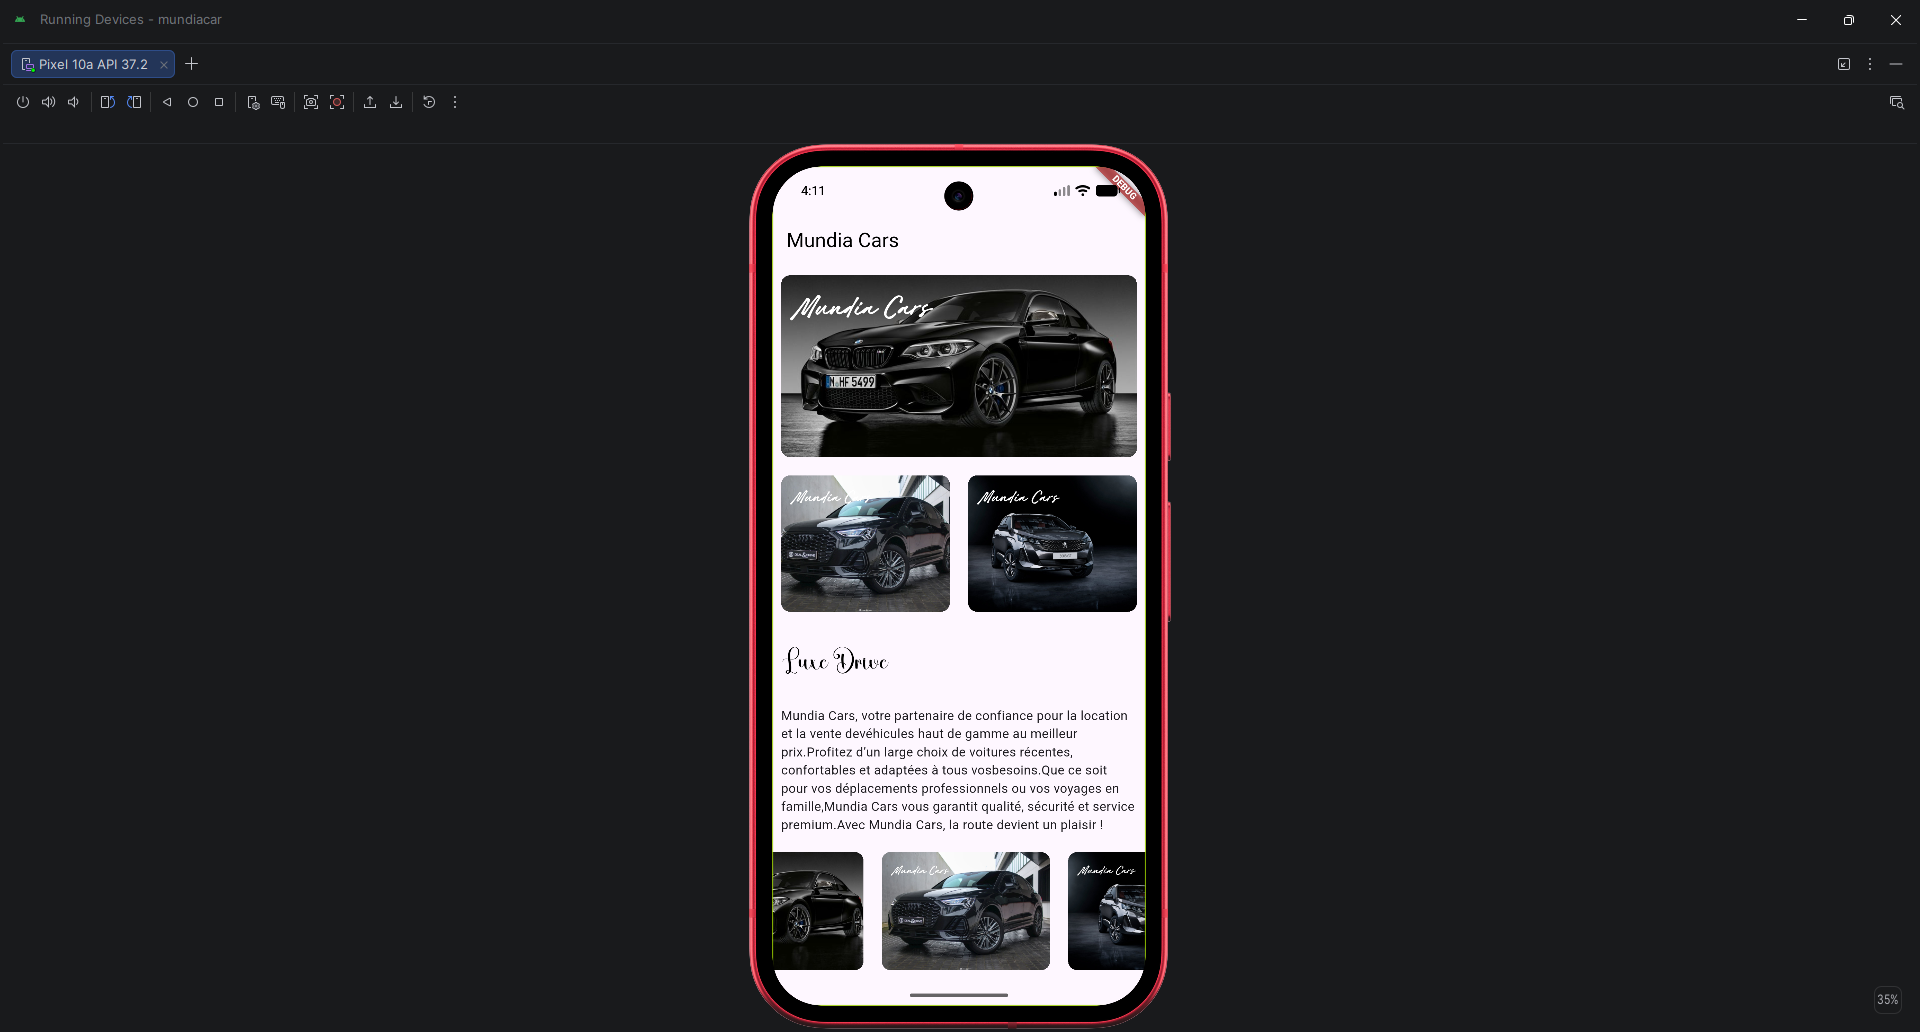 Running Devices - mundiacar
Pixel 10a API 37.2
4:11
DEBUG
Mundia Cars
Mundia Cars
N HF 5499
Mundia Cars
Mundia Cars
Luxe Drive
Mundia Cars, votre partenaire de confiance pour la location
et la vente devéhicules haut de gamme au meilleur
prix.Profitez d'un large choix de voitures récentes,
confortables et adaptées à tous vosbesoins.Que ce soit
pour vos déplacements professionnels ou vos voyages en
famille,Mundia Cars vous garantit qualité, sécurité et service
premium.Avec Mundia Cars, la route devient un plaisir !
Mundia Cars
Mundia Cars
35%